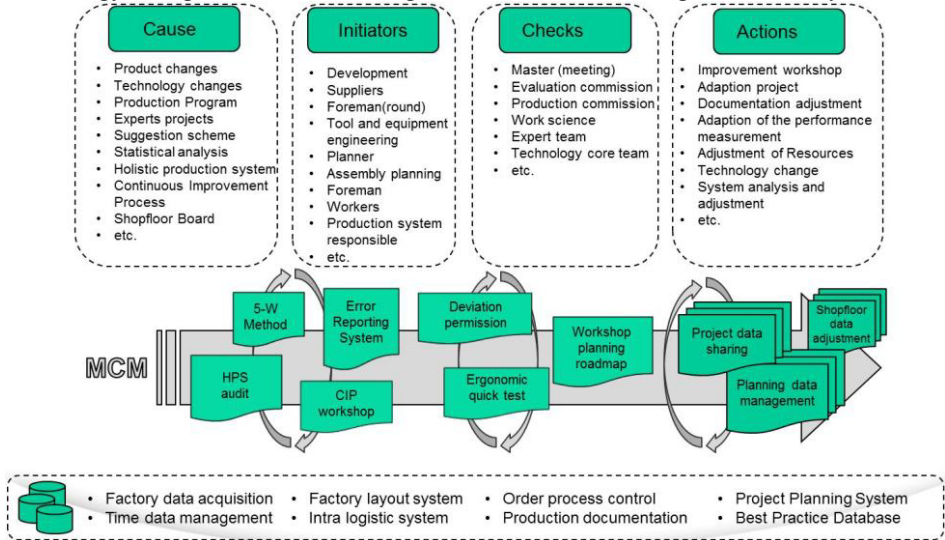 Cause
• Product changes
• Technology changes
• Production Program
• Experts projects
• Suggestion scheme
• Statistical analysis
• Holistic production system
• Continuous Improvement
Process
• Shopfloor Board
• etc.
Initiators
• Development
• Suppliers
• Foreman(round)
• Tool and equipment
engineering
• Planner
• Assembly planning
• Foreman
• Workers
• Production system
responsible
• etc.
Checks
• Master (meeting)
• Evaluation commission
• Production commission
• Work science
• Expert team
• Technology core team
• etc.
Actions
• Improvement workshop
• Adaption project
• Documentation adjustment
• Adaption of the performance
measurement
• Adjustment of Resources
• Technology change
• System analysis and
adjustment
• etc.
MCM
5-W
Method
HPS
audit
Error
Reporting
System
CIP
workshop
Deviation
permission
Ergonomic
quick test
Workshop
planning
roadmap
Project data
sharing
Planning data
management
Shopfloor
data
adjustment
• Factory data acquisition
• Time data management
• Factory layout system
• Intra logistic system
• Order process control
• Production documentation
• Project Planning System
• Best Practice Database